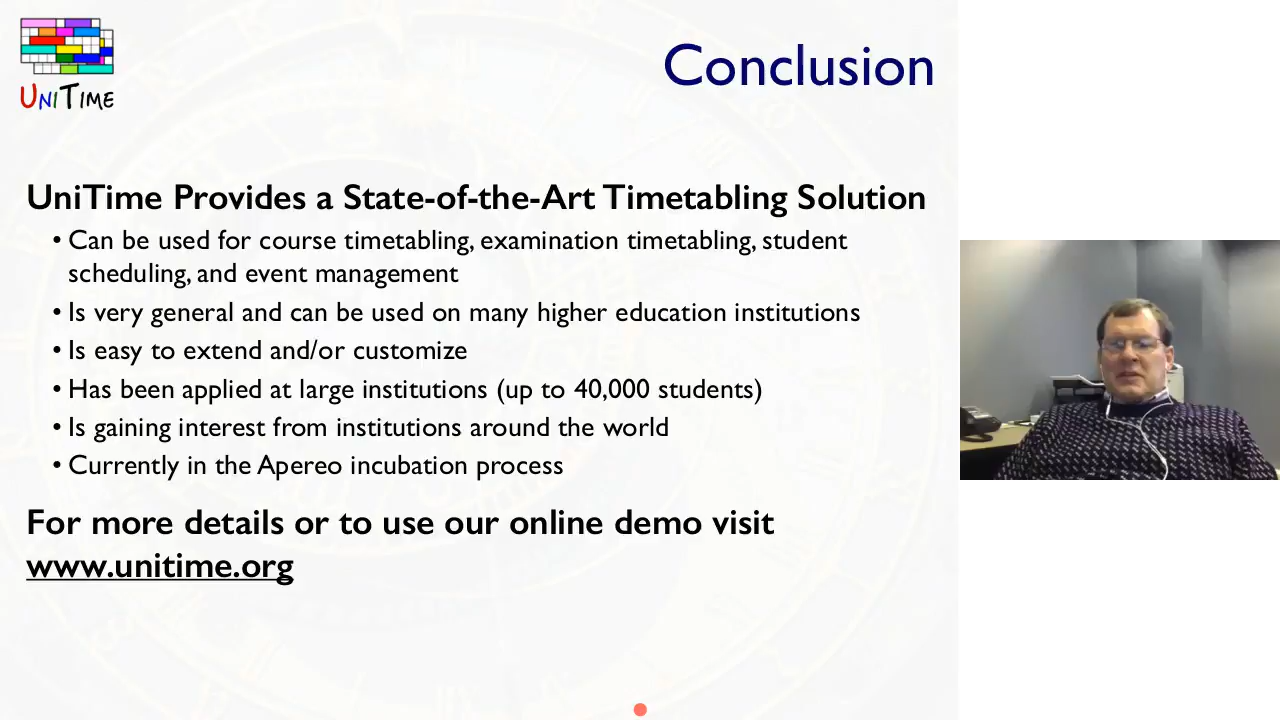 UNITIME
Conclusion
UniTime Provides a State-of-the-Art Timetabling Solution
• Can be used for course timetabling, examination timetabling, student
scheduling, and event management
• Is very general and can be used on many higher education institutions
• Is easy to extend and/or customize
• Has been applied at large institutions (up to 40,000 students)
• Is gaining interest from institutions around the world
• Currently in the Apereo incubation process
For more details or to use our online demo visit
www.unitime.org